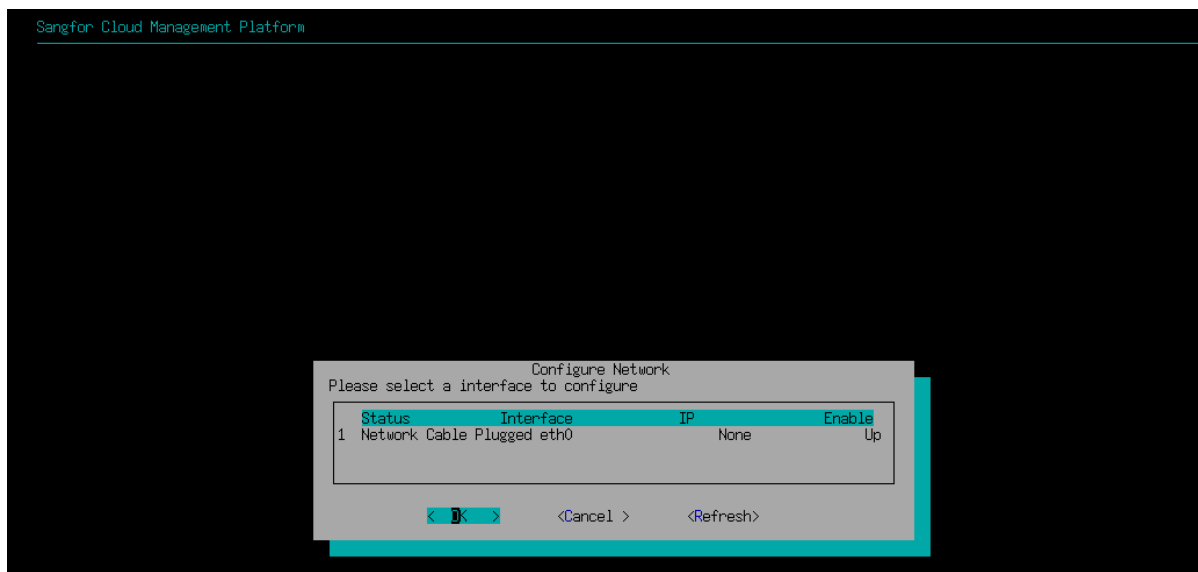 Sangfor Cloud Management Platform
Configure Network
Please select a interface to configure
Status Interface IP Enable
1 Network Cable Plugged eth0 None Up
< OK > <Cancel > <Refresh>